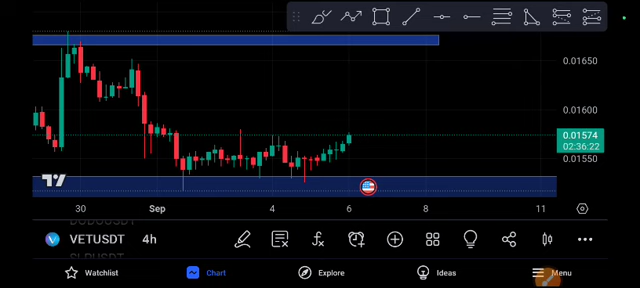 0.01650
0.01600
0.01574
02:36:22
0.01550
30 Sep 4 6 8 11
VETUSDT 4h
Watchlist Chart Explore Ideas Menu